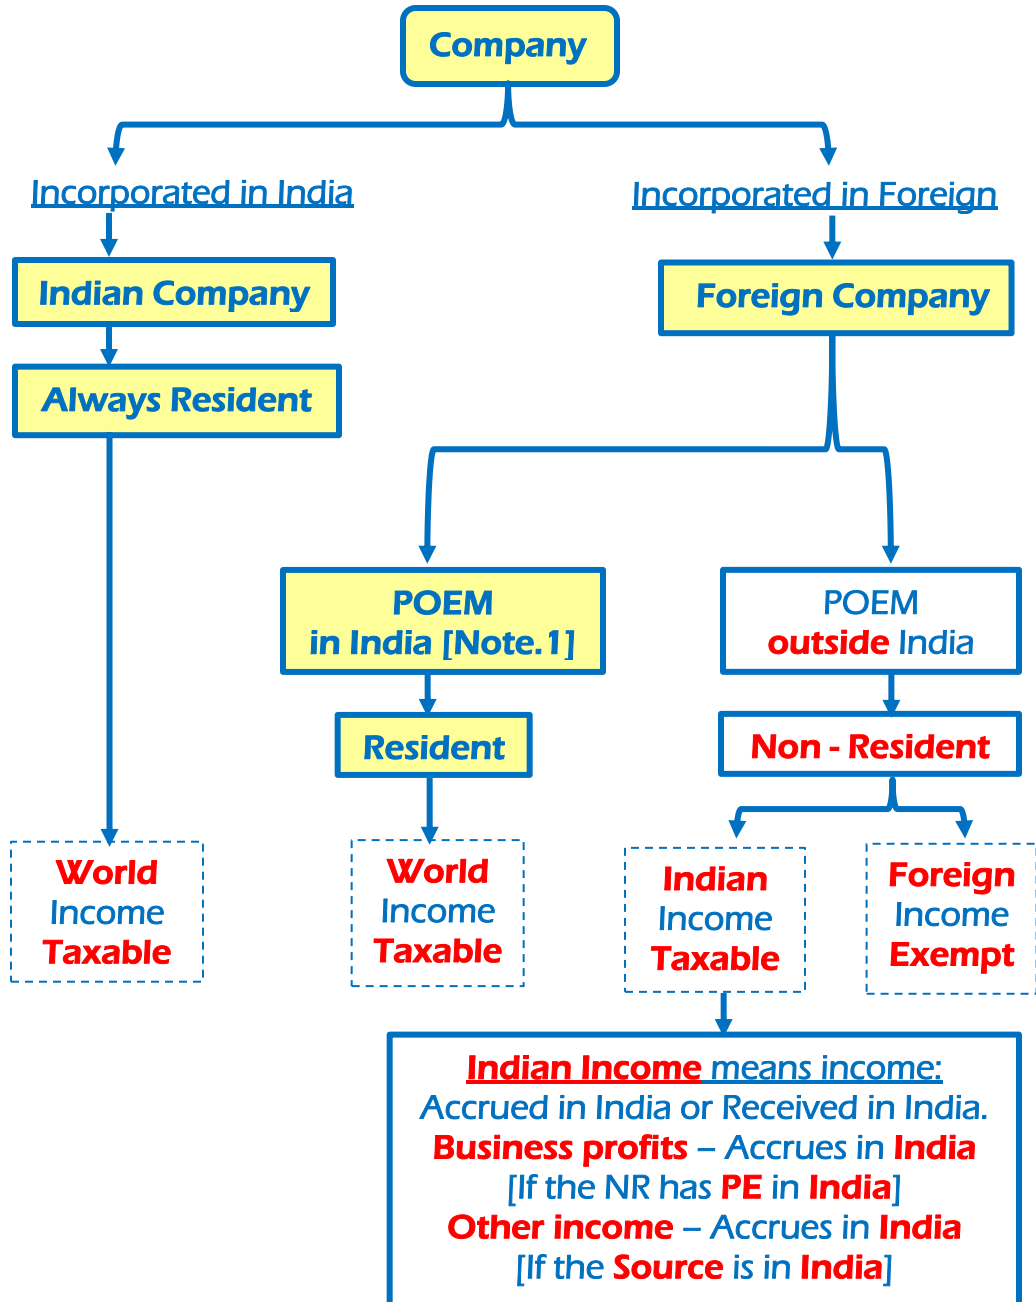 Company
Incorporated in India
Incorporated in Foreign
Indian Company
Foreign Company
Always Resident
POEM
in India [Note.1]
POEM
outside India
Resident
Non - Resident
World
Income
Taxable
World
Income
Taxable
Indian
Income
Taxable
Foreign
Income
Exempt
Indian Income means income:
Accrued in India or Received in India.
Business profits – Accrues in India
[If the NR has PE in India]
Other income – Accrues in India
[If the Source is in India]